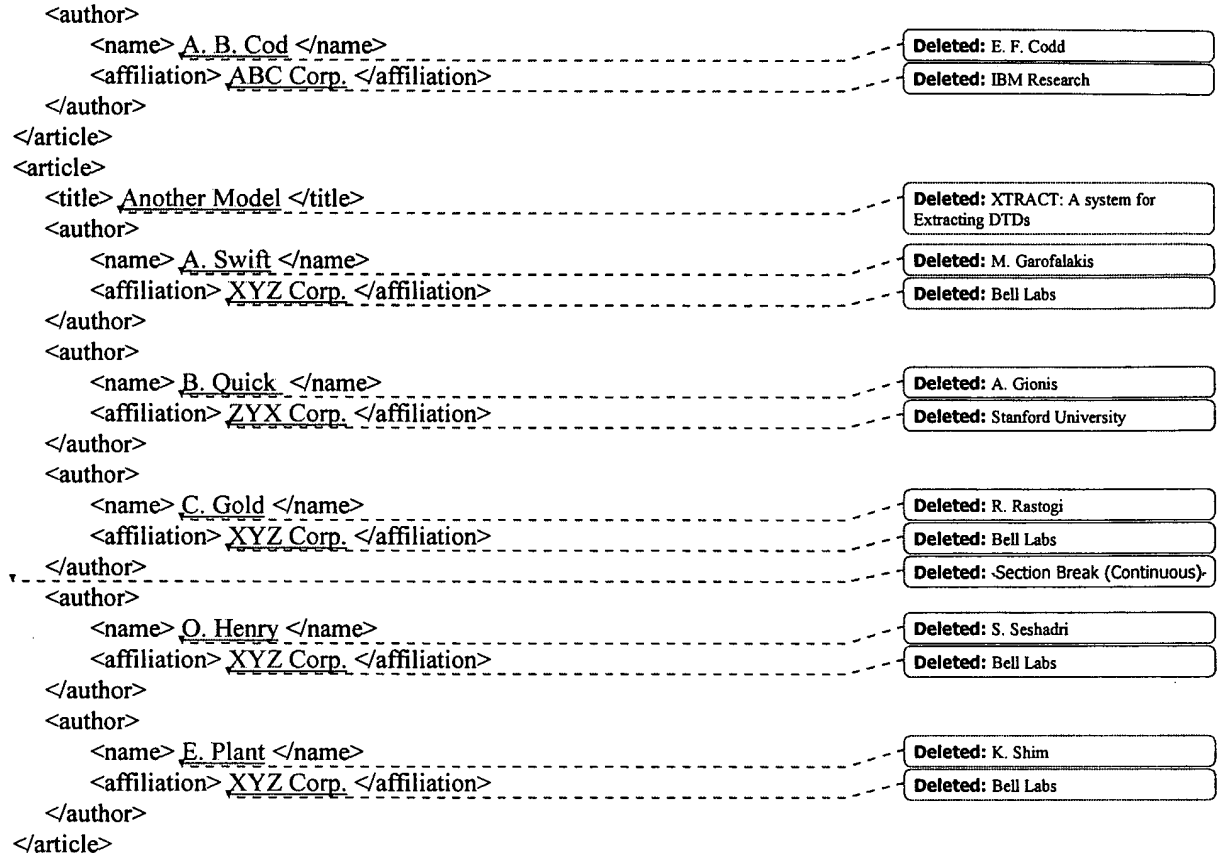 <author>
<name> A. B. Cod </name>
Deleted: E. F. Codd
<affiliation> ABC Corp. </affiliation>
Deleted: IBM Research
</author>
</article>
<article>
<title> Another Model </title>
Deleted: XTRACT: A system for
Extracting DTDs
<author>
<name> A. Swift </name>
Deleted: M. Garofalakis
<affiliation> XYZ Corp. </affiliation>
Deleted: Bell Labs
</author>
<author>
<name> B. Quick </name>
Deleted: A. Gionis
<affiliation> ZYX Corp. </affiliation>
Deleted: Stanford University
</author>
<author>
<name> C. Gold </name>
Deleted: R. Rastogi
<affiliation> XYZ Corp. </affiliation>
Deleted: Bell Labs
</author>
Deleted: Section Break (Continuous)
<author>
<name> O. Henry </name>
Deleted: S. Seshadri
<affiliation> XYZ Corp. </affiliation>
Deleted: Bell Labs
</author>
<author>
<name> E. Plant </name>
Deleted: K. Shim
<affiliation> XYZ Corp. </affiliation>
Deleted: Bell Labs
</author>
</article>